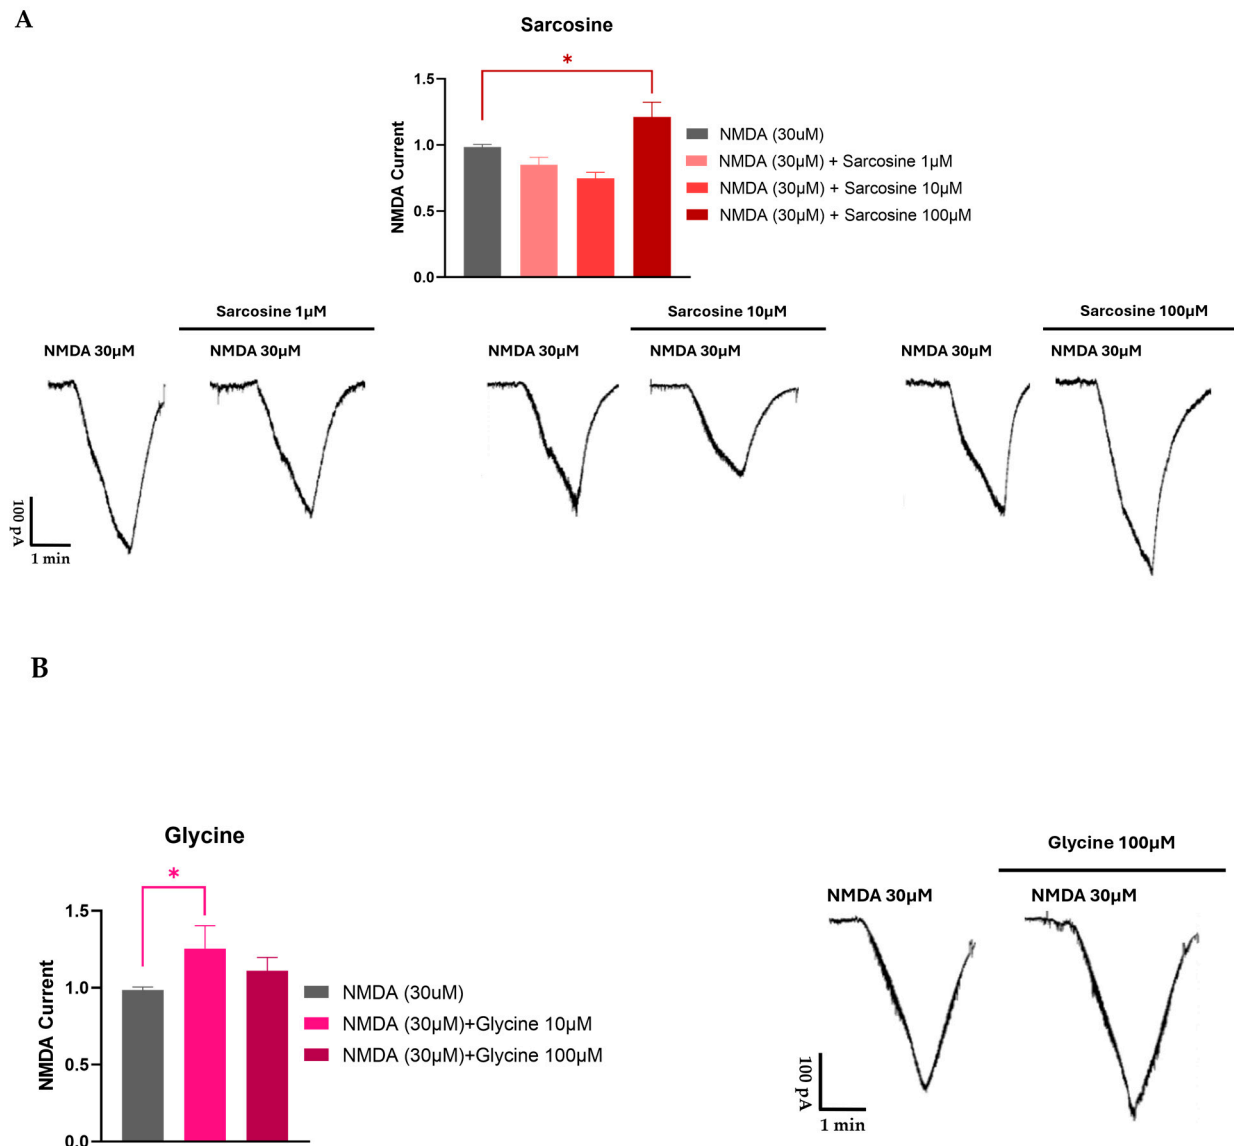 A
Sarcosine
*
1.5
1.0
0.5
0.0
NMDA Current
NMDA (30uM)
NMDA (30µM) + Sarcosine 1µM
NMDA (30µM) + Sarcosine 10µM
NMDA (30µM) + Sarcosine 100µM
Sarcosine 1µM
NMDA 30µM
NMDA 30µM
Sarcosine 10µM
NMDA 30µM
NMDA 30µM
Sarcosine 100µM
NMDA 30µM
NMDA 30µM
100 pA
1 min
B
Glycine
*
1.5
1.0
0.5
0.0
NMDA Current
NMDA (30uM)
NMDA (30µM)+Glycine 10µM
NMDA (30µM)+Glycine 100µM
Glycine 100µM
NMDA 30µM
NMDA 30µM
100 pA
1 min